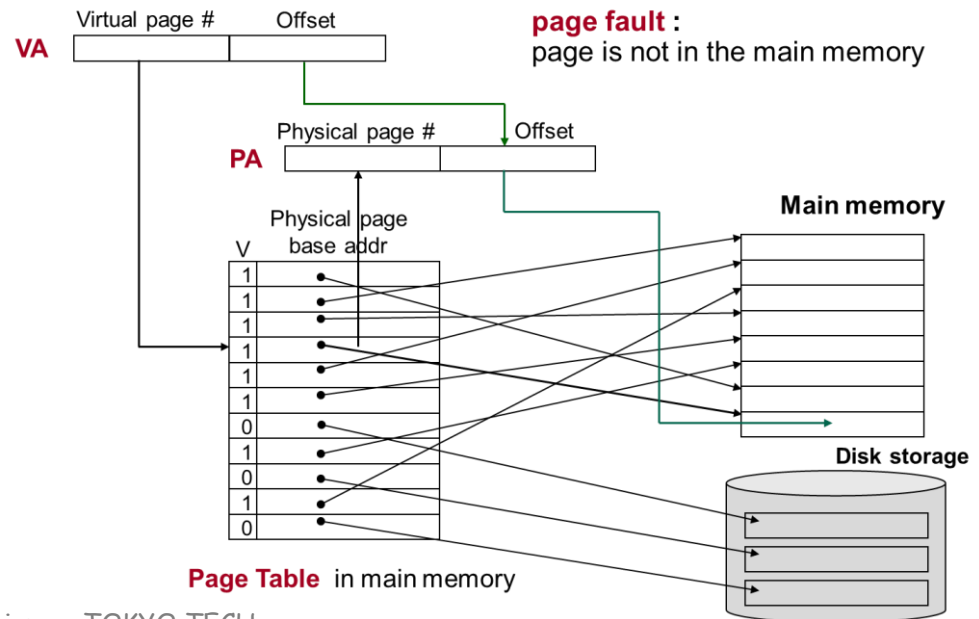 Virtual page #
Offset
VA
page fault :
page is not in the main memory
Physical page #
Offset
PA
Main memory
Physical page
base addr
V
1
1
1
1
1
1
0
1
0
1
0
Disk storage
Page Table in main memory
TOKYO TECH